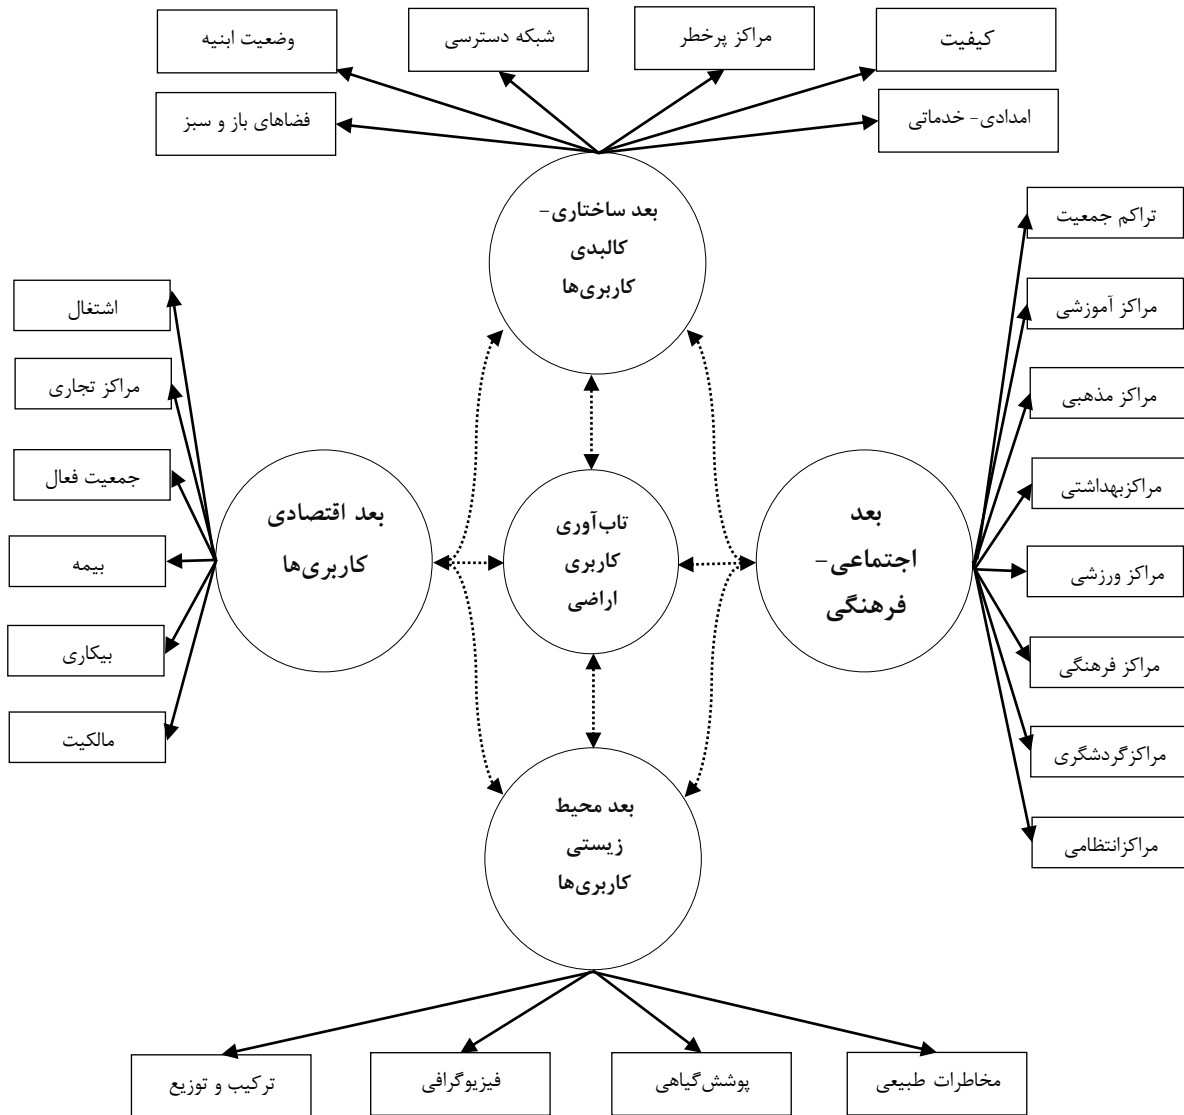 کیفیت
مراکز پرخطر
شبکه دسترسی
وضعیت ابنیه
امدادی- خدماتی
فضاهای باز و سبز
بعد ساختاری-
کالبدی
کاربری‌ها
تراکم جمعیت
مراکز آموزشی
مراکز مذهبی
مراکزبهداشتی
مراکز ورزشی
مراکز فرهنگی
مراکزگردشگری
مراکزانتظامی
بعد
اجتماعی-
فرهنگی
تاب‌آوری
کاربری
اراضی
بعد اقتصادی
کاربری‌ها
اشتغال
مراکز تجاری
جمعیت فعال
بیمه
بیکاری
مالکیت
بعد محیط
زیستی
کاربری‌ها
مخاطرات طبیعی
پوشش‌گیاهی
فیزیوگرافی
ترکیب و توزیع